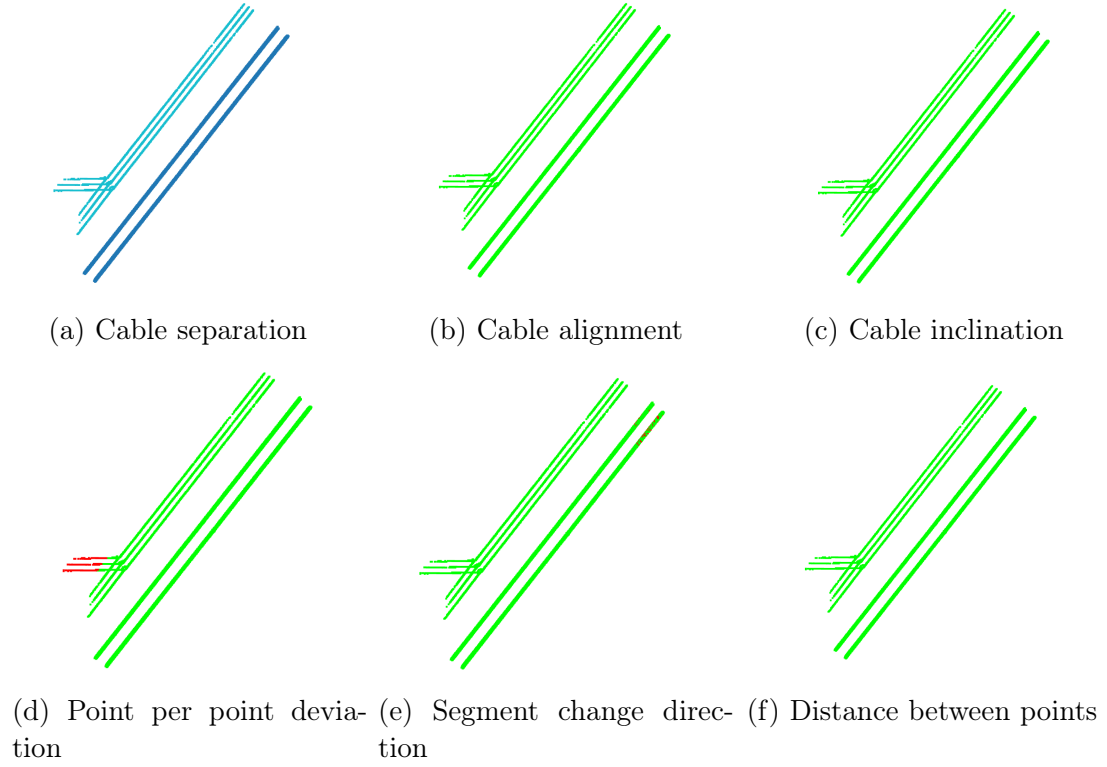 (a) Cable separation
(b) Cable alignment
(c) Cable inclination
(d) Point per point devia-
tion
(e) Segment change direc-
tion
(f) Distance between points